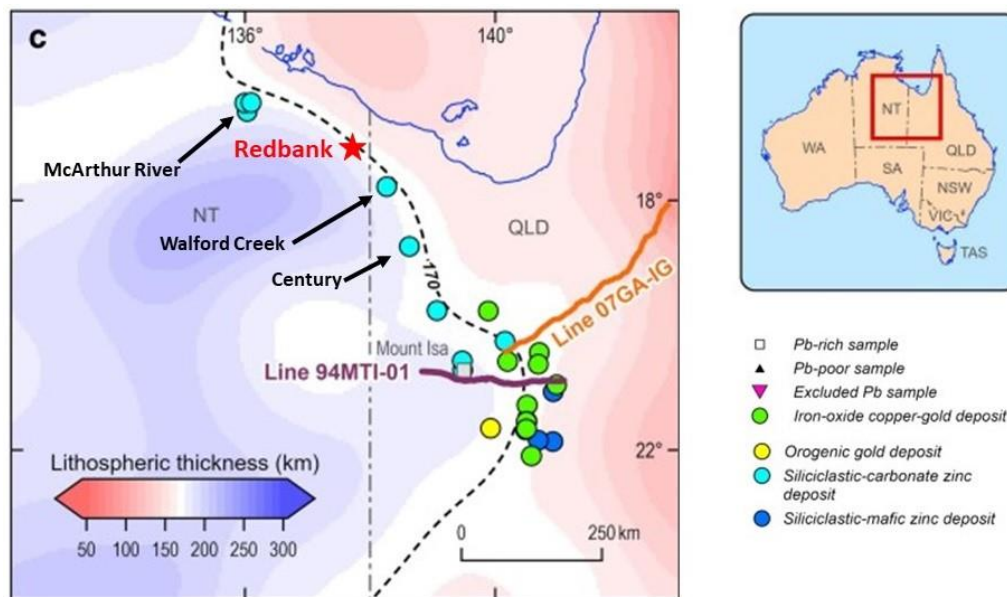 c
136°
140°
McArthur River
Redbank
18°
NT
Walford Creek
QLD
Century
170
Line 07GA-IG
Mount Isa
Line 94MTI-01
Lithospheric thickness (km)
22°
50 100 150 200 250 300
0 250 km
NT
WA
QLD
SA
NSW
VIC
TAS
Pb-rich sample
Pb-poor sample
Excluded Pb sample
Iron-oxide copper-gold deposit
Orogenic gold deposit
Siliciclastic-carbonate zinc
deposit
Siliciclastic-mafic zinc deposit